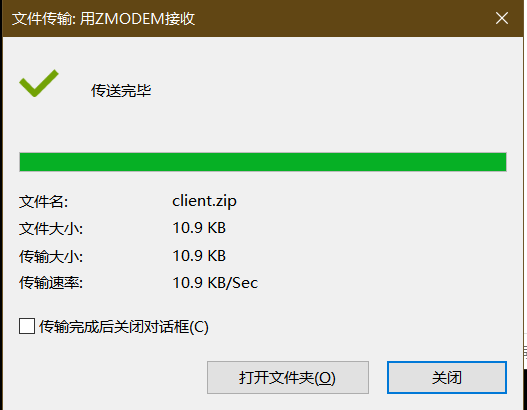 文件传输: 用ZMODEM接收
传送完毕
文件名: client.zip
文件大小: 10.9 KB
传输大小: 10.9 KB
传输速率: 10.9 KB/Sec
传输完成后关闭对话框(C)
打开文件夹(O) 关闭